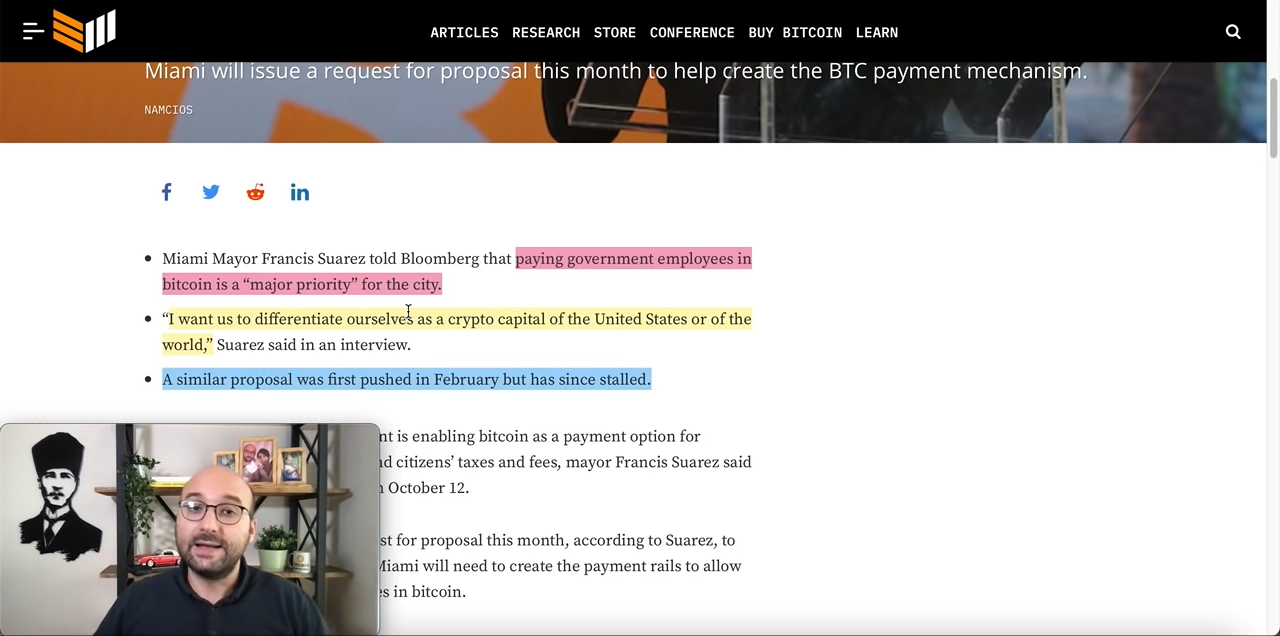 ARTICLES RESEARCH STORE CONFERENCE BUY BITCOIN LEARN
Miami will issue a request for proposal this month to help create the BTC payment mechanism.
NAMCIOS
Miami Mayor Francis Suarez told Bloomberg that paying government employees in
bitcoin is a “major priority” for the city.
“I want us to differentiate ourselves as a crypto capital of the United States or of the
world,” Suarez said in an interview.
A similar proposal was first pushed in February but has since stalled.
nt is enabling bitcoin as a payment option for
nd citizens’ taxes and fees, mayor Francis Suarez said
October 12.
st for proposal this month, according to Suarez, to
Miami will need to create the payment rails to allow
es in bitcoin.